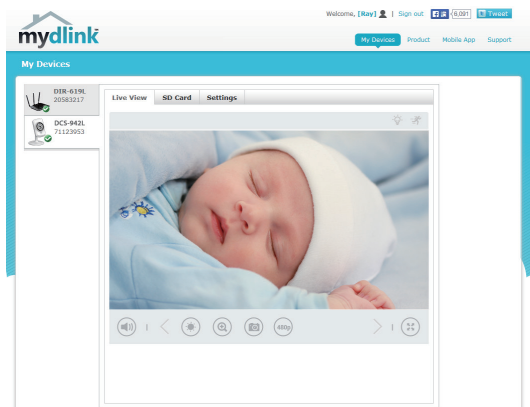 Welcome, [Ray] | Sign out (6,091) Tweet
mydlink
My Devices Product Mobile App Support
My Devices
DIR-619L
20583217
DCS-942L
71123953
Live View SD Card Settings
480p